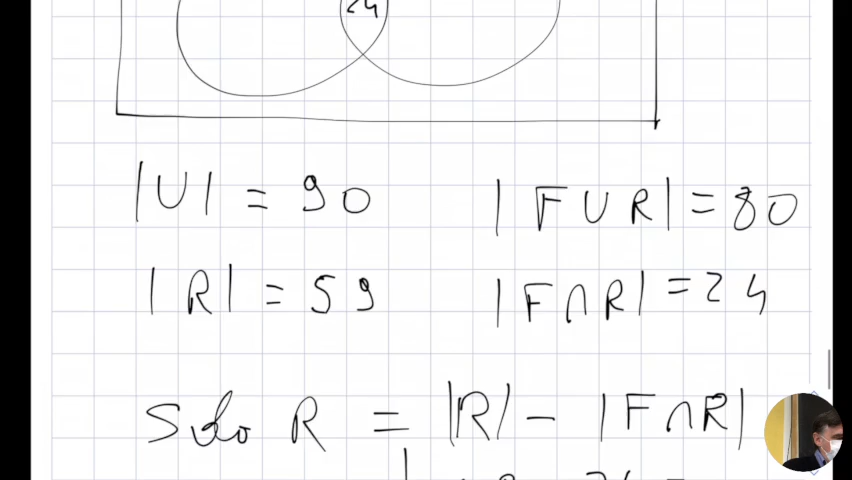 24
|U| = 90 |F∪R| = 80
|R| = 59 |F∩R| = 24
Solo R = |R| - |F∩R|